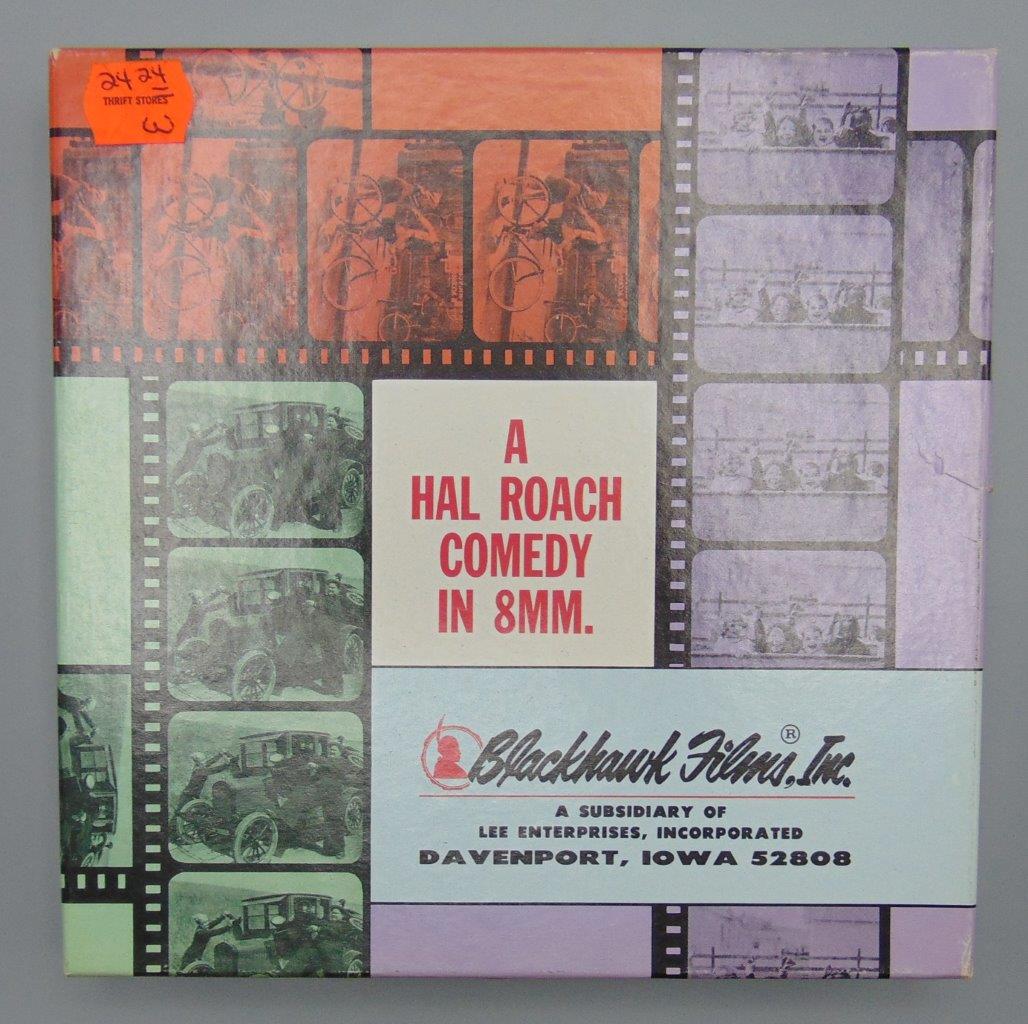 24 24
THRIFT STORES
3
A
HAL ROACH
COMEDY
IN 8MM.
Blackhawk Films, Inc. ®
A SUBSIDIARY OF
LEE ENTERPRISES, INCORPORATED
DAVENPORT, IOWA 52808